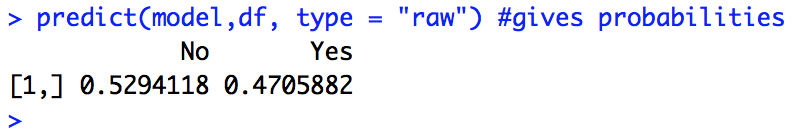 > predict(model,df, type = "raw") #gives probabilities
No Yes
[1,] 0.5294118 0.4705882
>